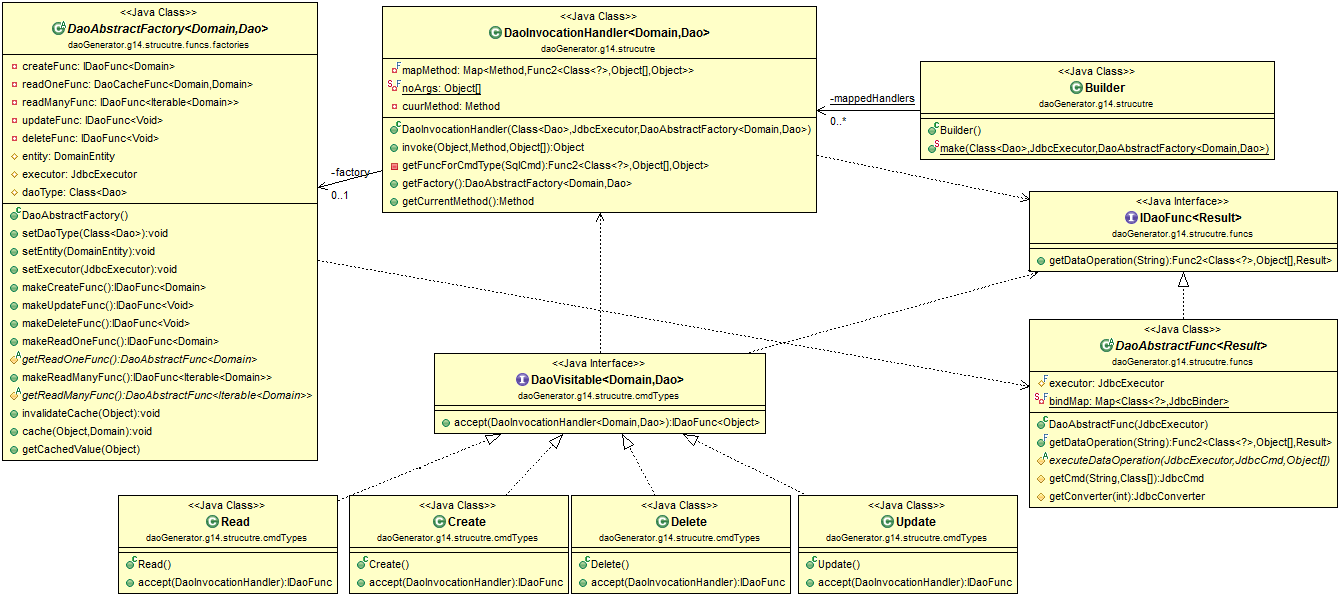 <<Java Class>>
DaoAbstractFactory<Domain,Dao>
daoGenerator.g14.strucutre.funcs.factories
createFunc: IDaoFunc<Domain>
readOneFunc: DaoCacheFunc<Domain,Domain>
readManyFunc: IDaoFunc<Iterable<Domain>>
updateFunc: IDaoFunc<Void>
deleteFunc: IDaoFunc<Void>
entity: DomainEntity
executor: JdbcExecutor
daoType: Class<Dao>
DaoAbstractFactory()
setDaoType(Class<Dao>):void
setEntity(DomainEntity):void
setExecutor(JdbcExecutor):void
makeCreateFunc():IDaoFunc<Domain>
makeUpdateFunc():IDaoFunc<Void>
makeDeleteFunc():IDaoFunc<Void>
makeReadOneFunc():IDaoFunc<Domain>
getReadOneFunc():DaoAbstractFunc<Domain>
makeReadManyFunc():IDaoFunc<Iterable<Domain>>
getReadManyFunc():DaoAbstractFunc<Iterable<Domain>>
invalidateCache(Object):void
cache(Object,Domain):void
getCachedValue(Object)
-factory
0..1
<<Java Class>>
DaoInvocationHandler<Domain,Dao>
daoGenerator.g14.strucutre
mapMethod: Map<Method,Func2<Class<?>,Object[],Object>>
noArgs: Object[]
cuurMethod: Method
DaoInvocationHandler(Class<Dao>,JdbcExecutor,DaoAbstractFactory<Domain,Dao>)
invoke(Object,Method,Object[]):Object
getFuncForCmdType(SqlCmd):Func2<Class<?>,Object[],Object>
getFactory():DaoAbstractFactory<Domain,Dao>
getCurrentMethod():Method
-mappedHandlers
0..*
<<Java Class>>
Builder
daoGenerator.g14.strucutre
Builder()
make(Class<Dao>,JdbcExecutor,DaoAbstractFactory<Domain,Dao>)
<<Java Interface>>
IDaoFunc<Result>
daoGenerator.g14.strucutre.funcs
getDataOperation(String):Func2<Class<?>,Object[],Result>
<<Java Class>>
DaoAbstractFunc<Result>
daoGenerator.g14.strucutre.funcs
executor: JdbcExecutor
bindMap: Map<Class<?>,JdbcBinder>
DaoAbstractFunc(JdbcExecutor)
getDataOperation(String):Func2<Class<?>,Object[],Result>
executeDataOperation(JdbcExecutor,JdbcCmd,Object[])
getCmd(String,Class[]):JdbcCmd
getConverter(int):JdbcConverter
<<Java Interface>>
DaoVisitable<Domain,Dao>
daoGenerator.g14.strucutre.cmdTypes
accept(DaoInvocationHandler<Domain,Dao>):IDaoFunc<Object>
<<Java Class>>
Read
daoGenerator.g14.strucutre.cmdTypes
Read()
accept(DaoInvocationHandler):IDaoFunc
<<Java Class>>
Create
daoGenerator.g14.strucutre.cmdTypes
Create()
accept(DaoInvocationHandler):IDaoFunc
<<Java Class>>
Delete
daoGenerator.g14.strucutre.cmdTypes
Delete()
accept(DaoInvocationHandler):IDaoFunc
<<Java Class>>
Update
daoGenerator.g14.strucutre.cmdTypes
Update()
accept(DaoInvocationHandler):IDaoFunc